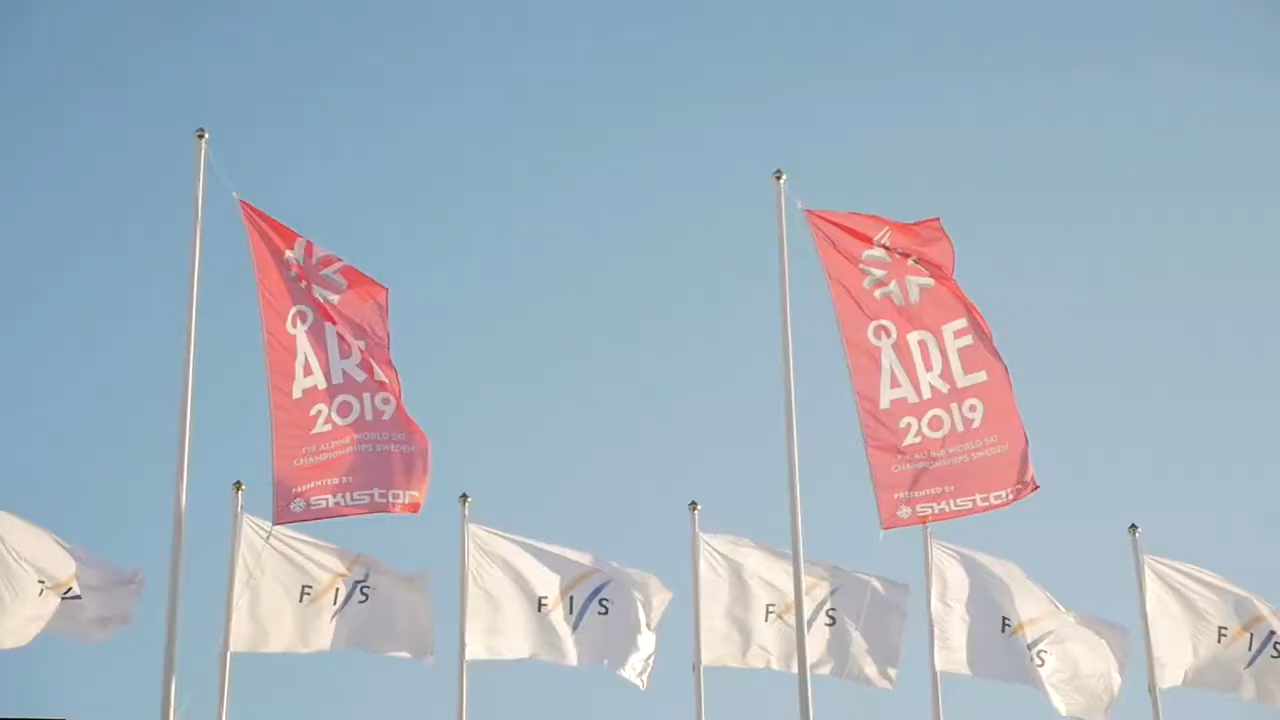 ÅRE
2019
FIS ALPINE WORLD SKI
CHAMPIONSHIPS SWEDEN
PRESENTED BY
SKISTAR
ÅRE
2019
FIS ALPINE WORLD SKI
CHAMPIONSHIPS SWEDEN
PRESENTED BY
SKISTAR
FIS
FIS
FIS
FIS
FIS